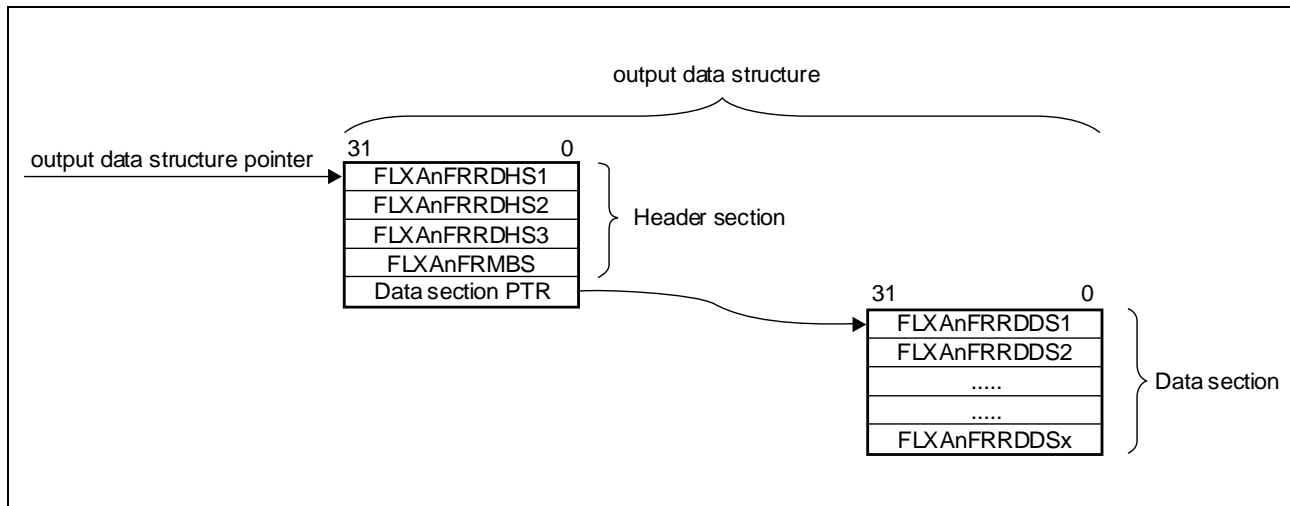 output data structure
output data structure pointer
31 0
FLXAnFRRDHS1
FLXAnFRRDHS2
FLXAnFRRDHS3
FLXAnFRMBS
Data section PTR
Header section
31 0
FLXAnFRRDDS1
FLXAnFRRDDS2
.....
.....
FLXAnFRRDDSx
Data section